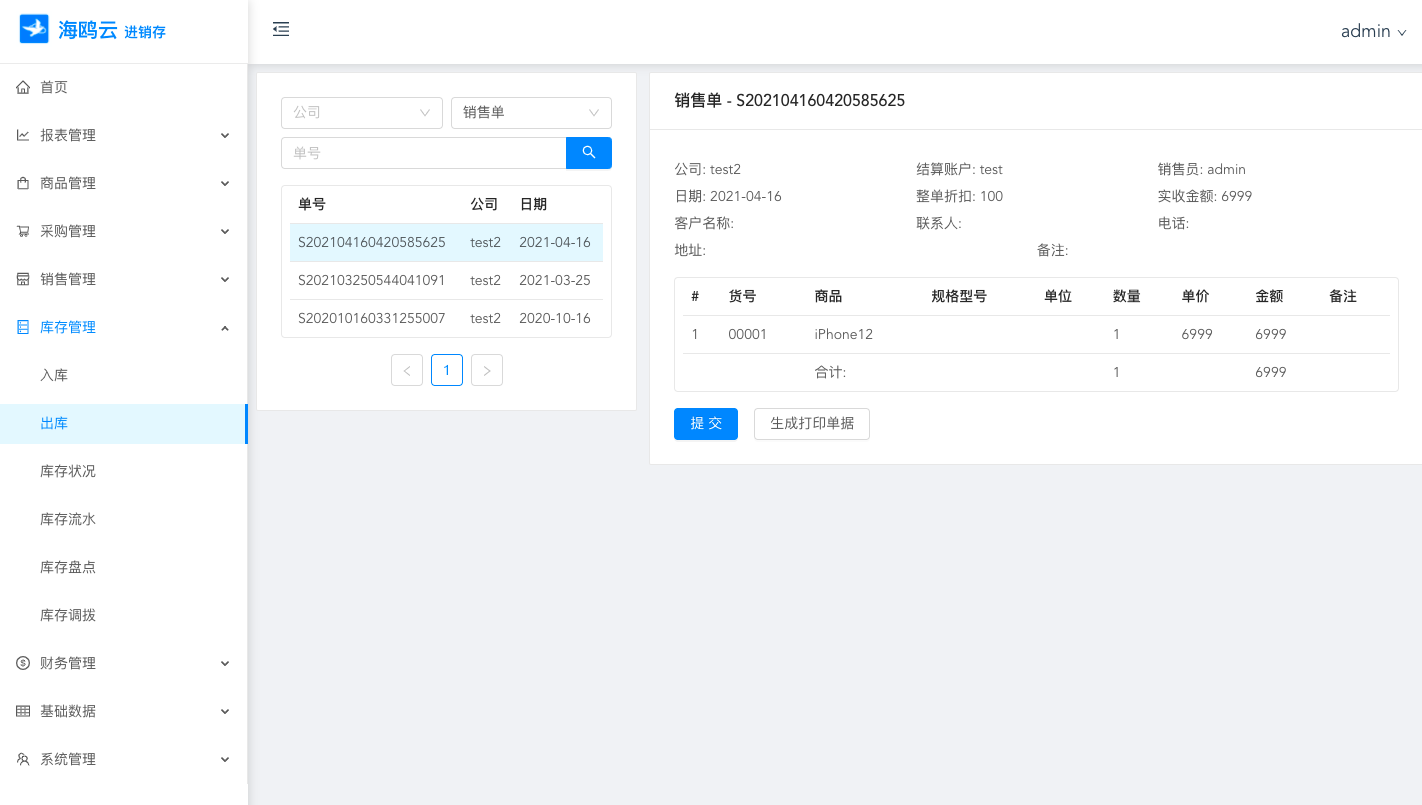 海鸥云 进销存
admin
首页
报表管理
商品管理
采购管理
销售管理
库存管理
入库
出库
库存状况
库存流水
库存盘点
库存调拨
财务管理
基础数据
系统管理
公司 销售单
单号
单号 公司 日期
S202104160420585625 test2 2021-04-16
S202103250544041091 test2 2021-03-25
S202010160331255007 test2 2020-10-16
1
销售单 - S202104160420585625
公司: test2 结算账户: test 销售员: admin
日期: 2021-04-16 整单折扣: 100 实收金额: 6999
客户名称: 联系人: 电话:
地址: 备注:
# 货号 商品 规格型号 单位 数量 单价 金额 备注
1 00001 iPhone12 1 6999 6999
合计: 1 6999
提 交 生成打印单据